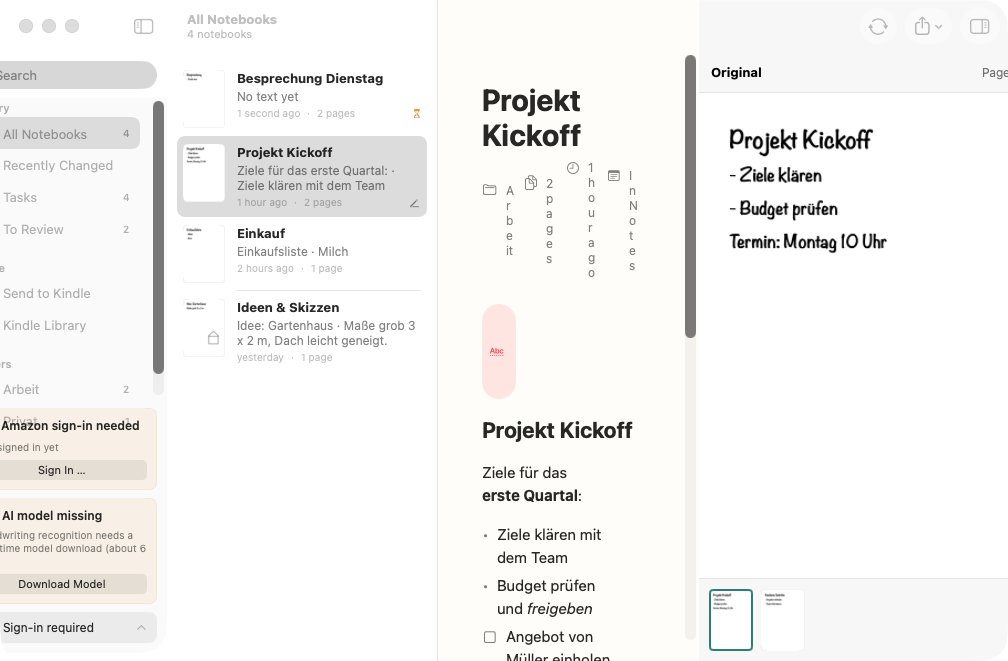 All Notebooks
4 notebooks
Search
All Notebooks 4
Recently Changed
Tasks 4
To Review 2
Send to Kindle
Kindle Library
Arbeit 2
Privat 1
Amazon sign-in needed
signed in yet
Sign In ...
AI model missing
needs a
model download (about 6
Download Model
Sign-in required
Besprechung Dienstag
No text yet
1 second ago · 2 pages
Projekt Kickoff
Ziele für das erste Quartal: ·
Ziele klären mit dem Team
1 hour ago · 2 pages
Einkauf
Einkaufsliste · Milch
2 hours ago · 1 page
Ideen & Skizzen
Idee: Gartenhaus · Maße grob 3
x 2 m, Dach leicht geneigt.
yesterday · 1 page
Projekt
Kickoff
Arbeit
2 pages
1 hour ago
In Notes
Abc
Projekt Kickoff
Ziele für das
erste Quartal:
• Ziele klären mit
dem Team
• Budget prüfen
und freigeben
Angebot von
Müller einholen
Original
Page
Projekt Kickoff
- Ziele klären
- Budget prüfen
Termin: Montag 10 Uhr